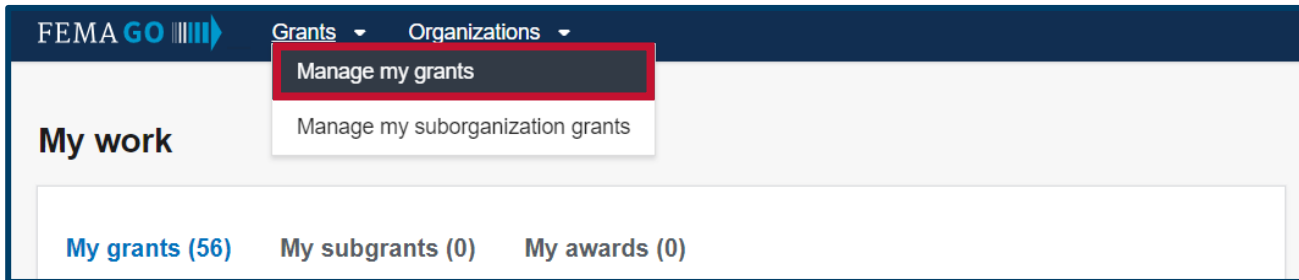 FEMA GO Grants Organizations
Manage my grants
Manage my suborganization grants
My work
My grants (56) My subgrants (0) My awards (0)